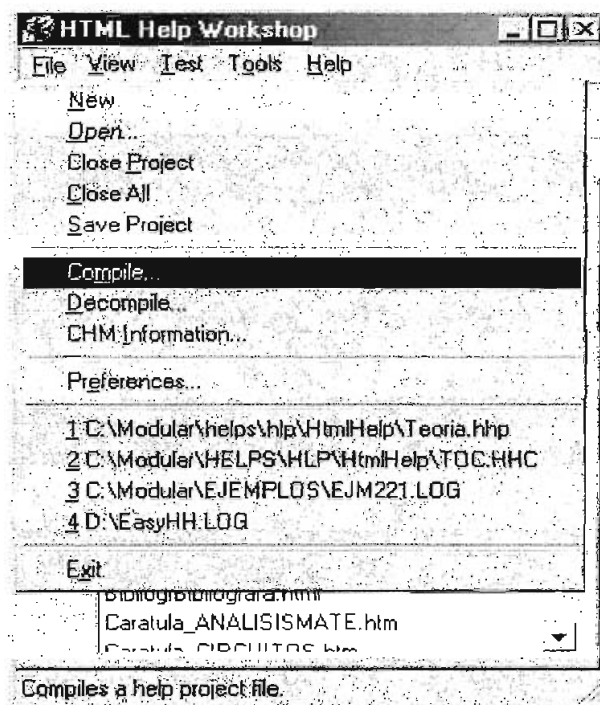 HTML Help Workshop
File View Test Tools Help
New
Open...
Close Project
Close All
Save Project
Compile...
Decompile...
CHM Information...
Preferences...
1 C:\Modular\helps\hlp\HtmlHelp\Teoria.hhp
2 C:\Modular\HELPS\HLP\HtmlHelp\TOC.HHC
3 C:\Modular\EJEMPLOS\EJM221.LOG
4 D:\EasyHH.LOG
Exit
Caratula_ANALISISMATE.htm
Caratula_CIRCUITOS.htm
Compiles a help project file.